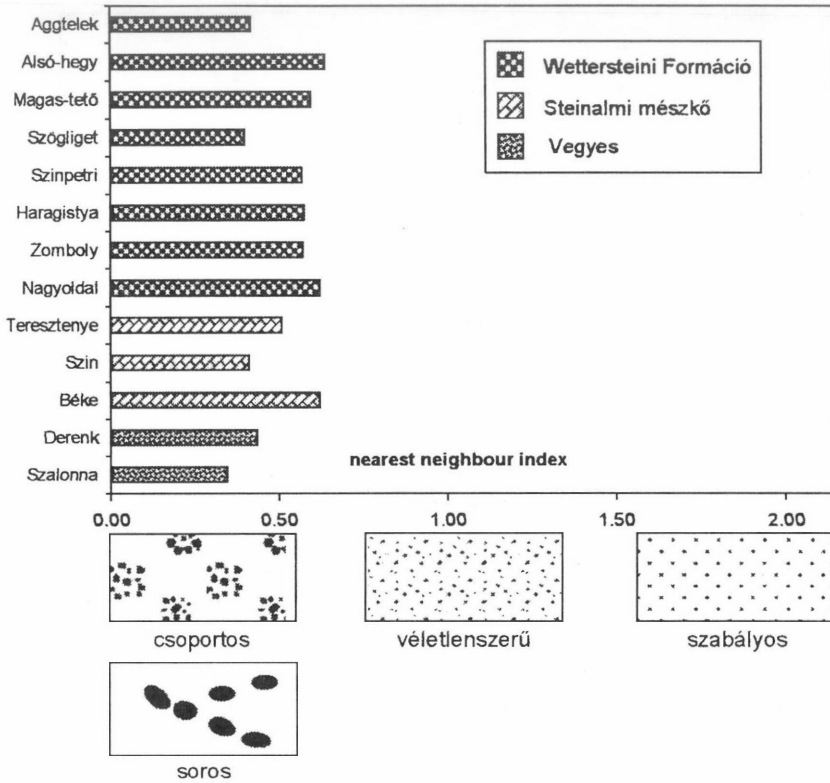 Aggtelek
Alsó-hegy
Magas-tető
Szögliget
Szinpetri
Haragistya
Zomboly
Nagyoldal
Teresztenye
Szin
Béke
Derenk
Szalonna
Wettersteini Formáció
Steinalmi mészkő
Vegyes
nearest neighbour index
0.00 0.50 1.00 1.50 2.00
csoportos véletlenszerű szabályos
soros